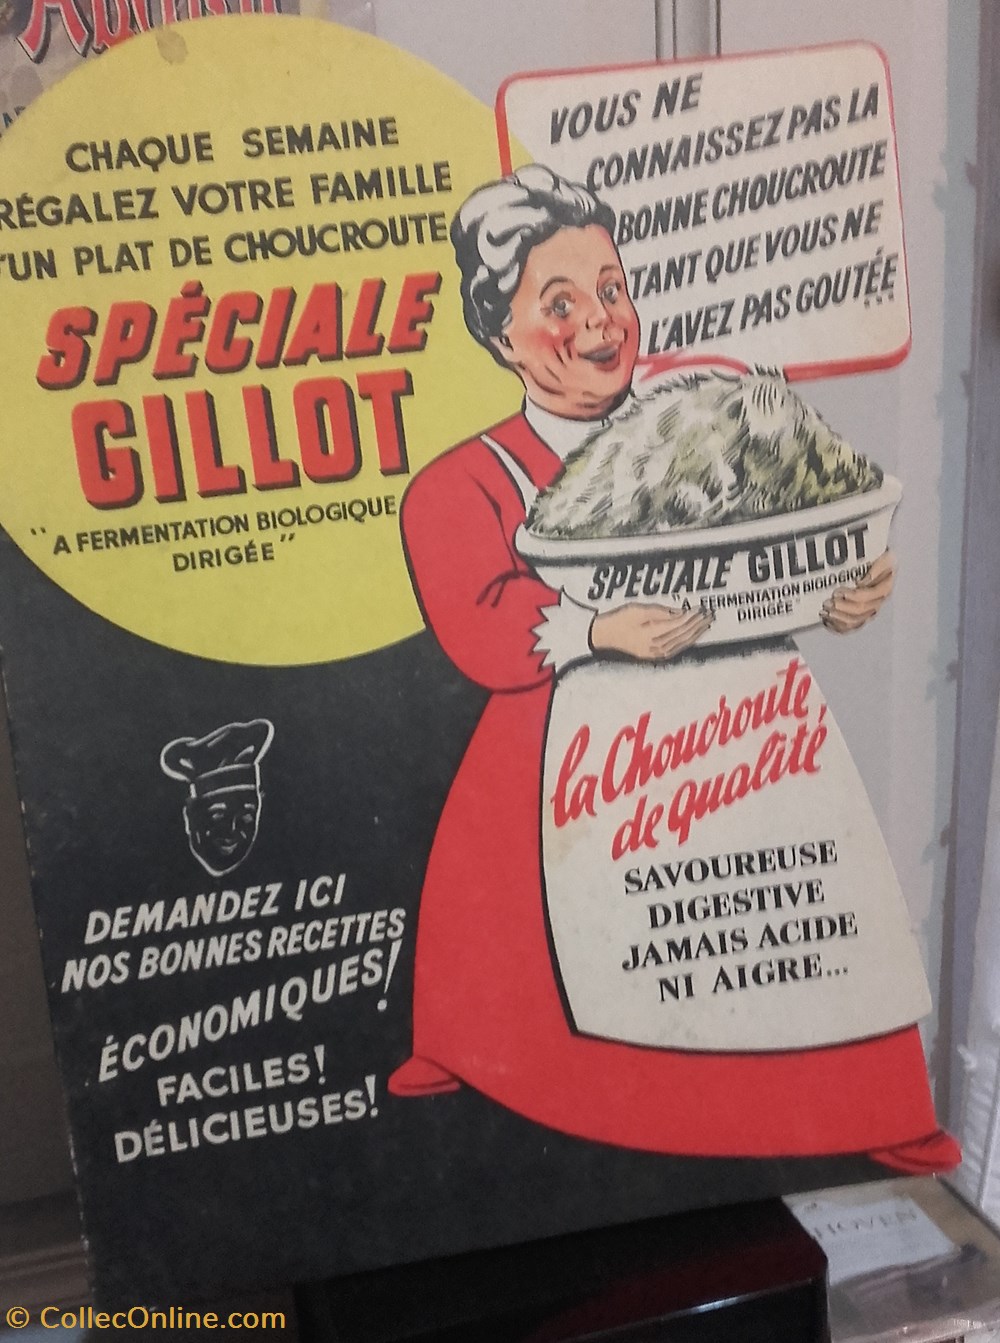 CHAQUE SEMAINE
RÉGALEZ VOTRE FAMILLE
'UN PLAT DE CHOUCROUTE
SPÉCIALE
GILLOT
"A FERMENTATION BIOLOGIQUE
DIRIGÉE"
VOUS NE
CONNAISSEZ PAS LA
BONNE CHOUCROUTE
TANT QUE VOUS NE
L'AVEZ PAS GOUTÉE...
SPECIALE GILLOT
"A FERMENTATION BIOLOGIQUE
DIRIGÉE"
la Choucroute,
de qualité
SAVOUREUSE
DIGESTIVE
JAMAIS ACIDE
NI AIGRE...
DEMANDEZ ICI
NOS BONNES RECETTES
ÉCONOMIQUES!
FACILES!
DÉLICIEUSES!
HOVEN
© CollecOnline.com